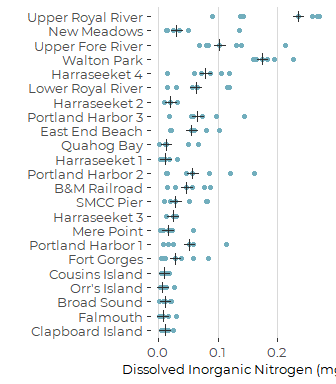 Upper Royal River
New Meadows
Upper Fore River
Walton Park
Harraseeket 4
Lower Royal River
Harraseeket 2
Portland Harbor 3
East End Beach
Quahog Bay
Harraseeket 1
Portland Harbor 2
B&M Railroad
SMCC Pier
Harraseeket 3
Mere Point
Portland Harbor 1
Fort Gorges
Cousins Island
Orr's Island
Broad Sound
Falmouth
Clapboard Island
0.0 0.1 0.2
Dissolved Inorganic Nitrogen (mg